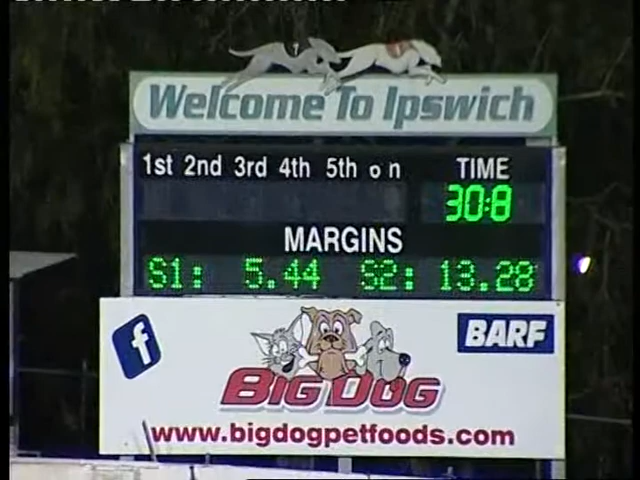 Welcome To Ipswich
1st 2nd 3rd 4th 5th on TIME
30:8
MARGINS
S1: 5.44 S2: 13.28
f BARF
BIG DOG
www.bigdogpetfoods.com